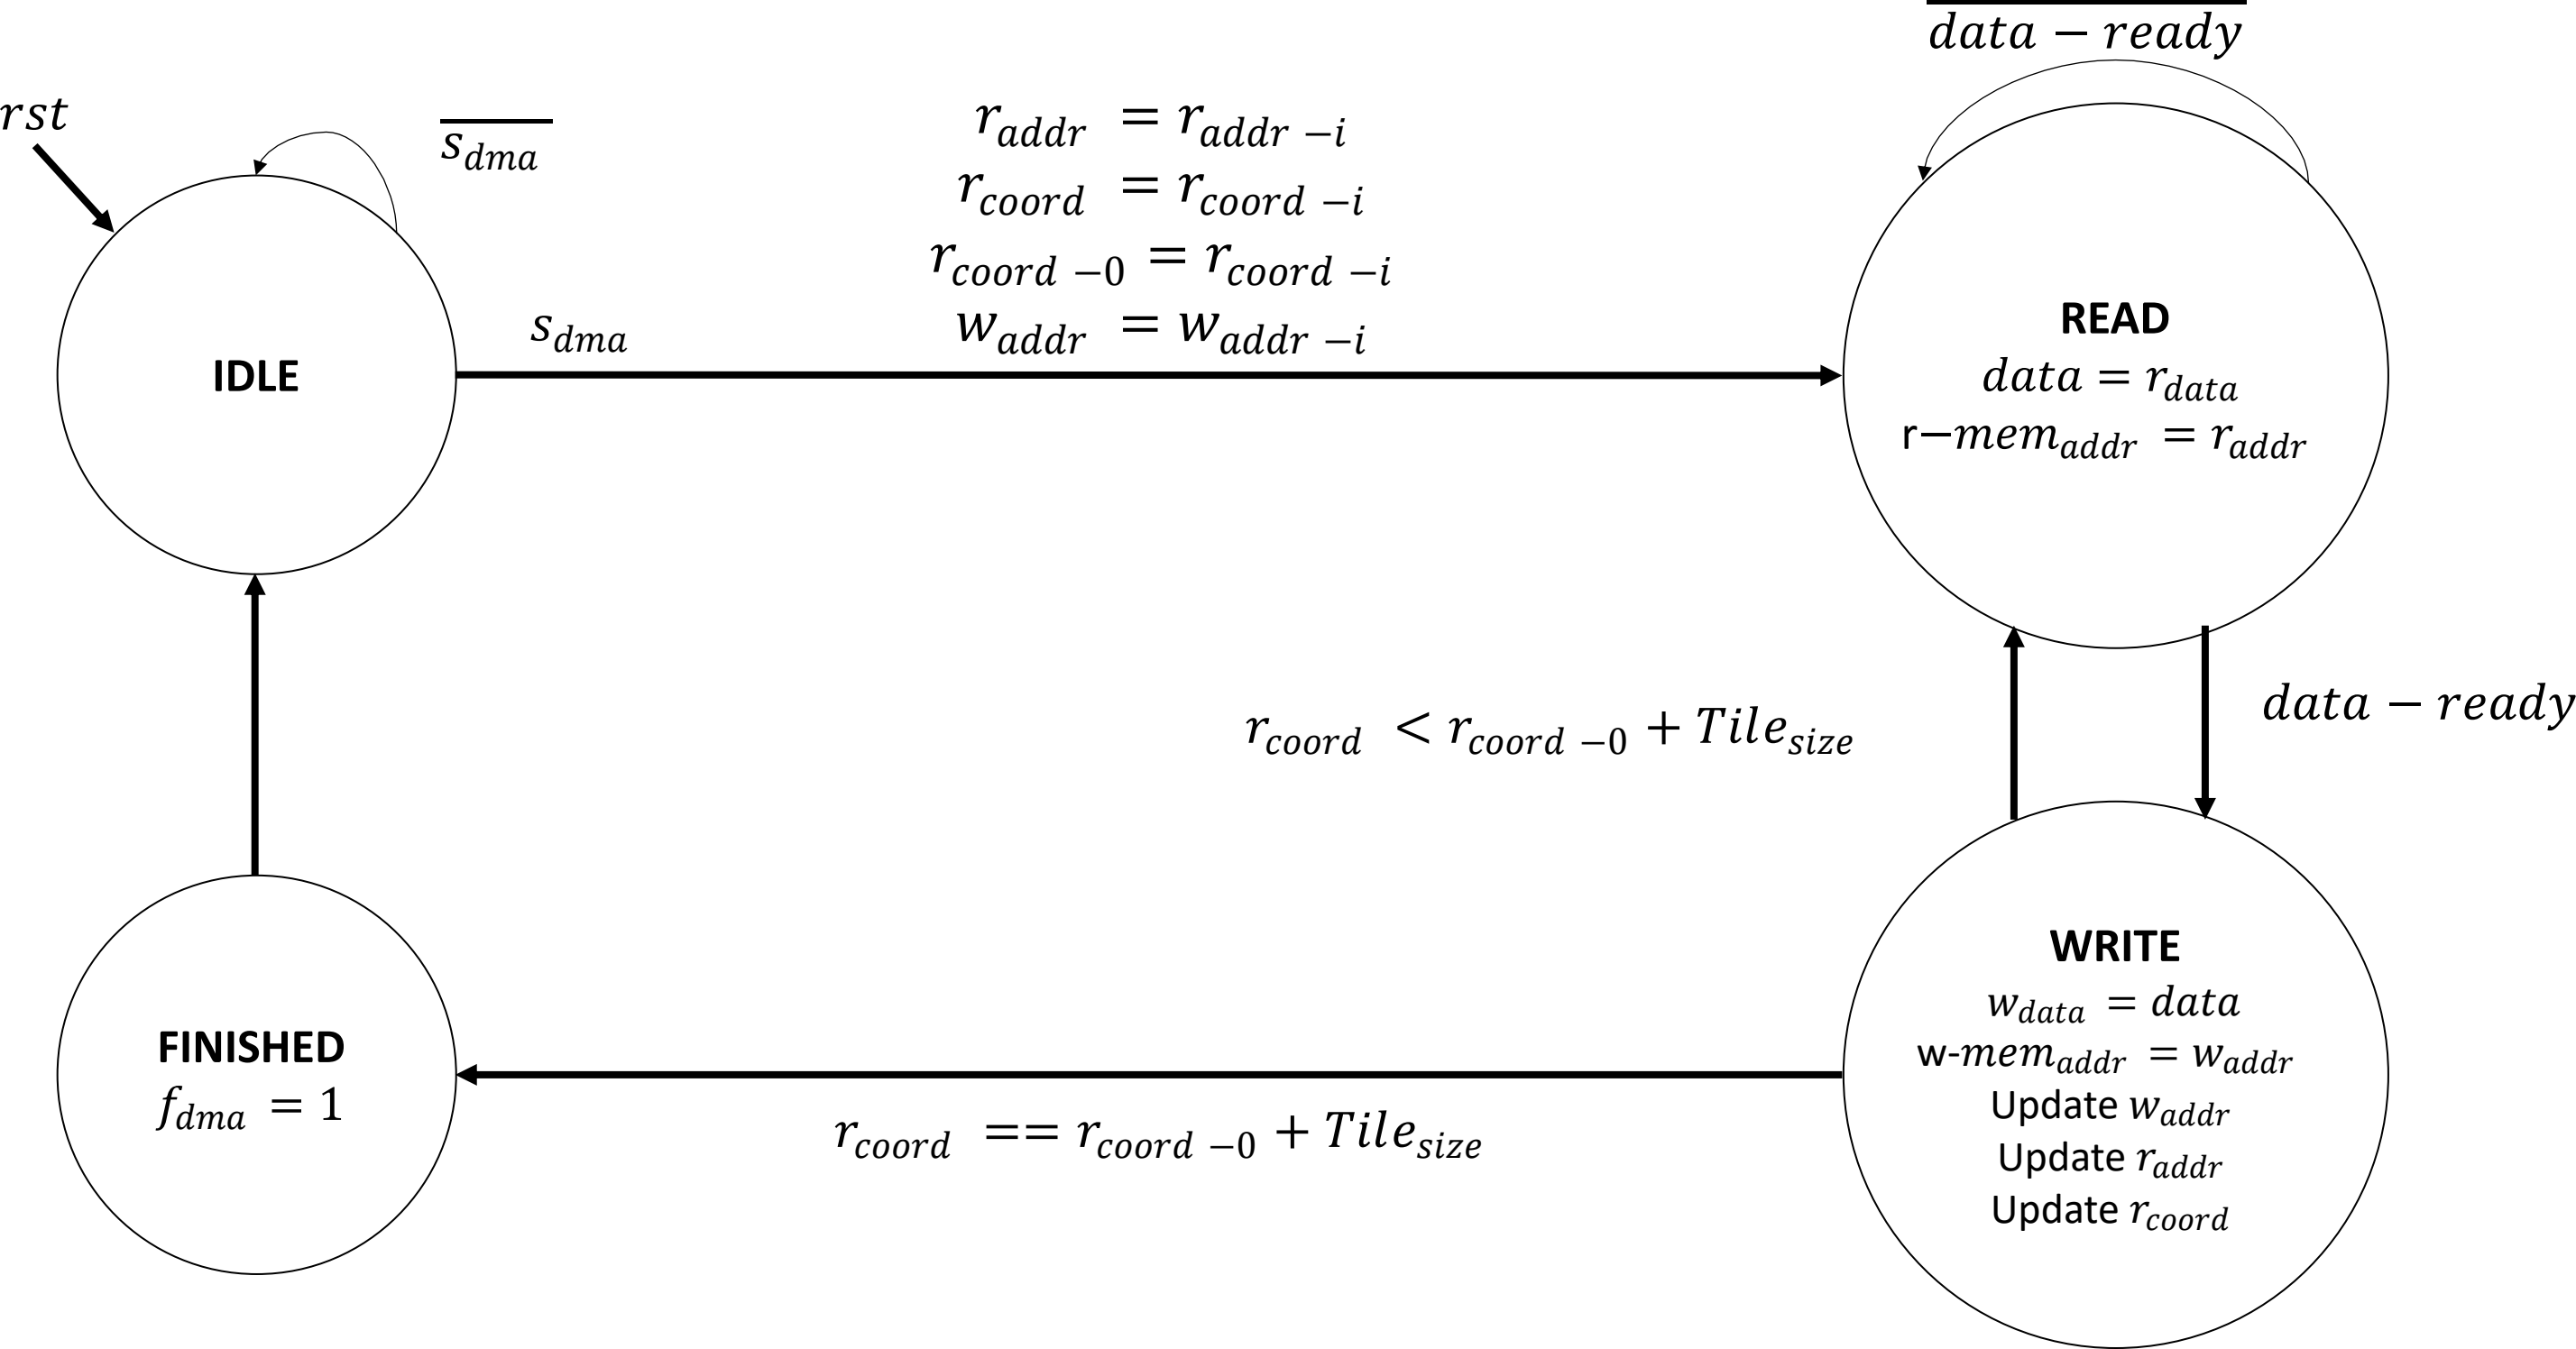 rst
s̅_dma
r_addr = r_addr −i
r_coord = r_coord −i
r_coord −0 = r_coord −i
w_addr = w_addr −i
s_dma
IDLE
\overline{data − ready}
READ
data = r_data
r−mem_addr = r_addr
r_coord < r_coord −0 + Tile_size
data − ready
WRITE
w_data = data
w-mem_addr = w_addr
Update w_addr
Update r_addr
Update r_coord
FINISHED
f_dma = 1
r_coord == r_coord −0 + Tile_size